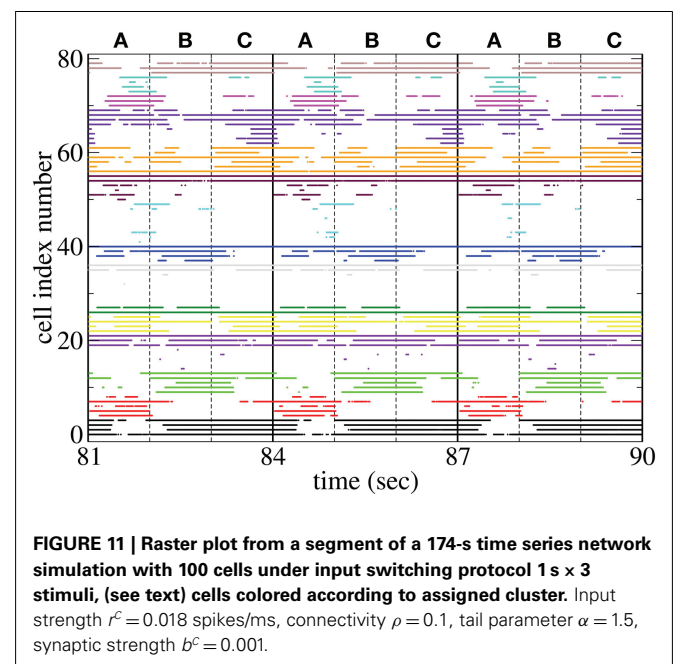 A B C A B C A B C
80
60
40
20
0
cell index number
81 84 87 90
time (sec)
FIGURE 11 | Raster plot from a segment of a 174-s time series network
simulation with 100 cells under input switching protocol 1 s x 3
stimuli, (see text) cells colored according to assigned cluster. Input
strength r^C = 0.018 spikes/ms, connectivity ρ = 0.1, tail parameter α = 1.5,
synaptic strength b^C = 0.001.